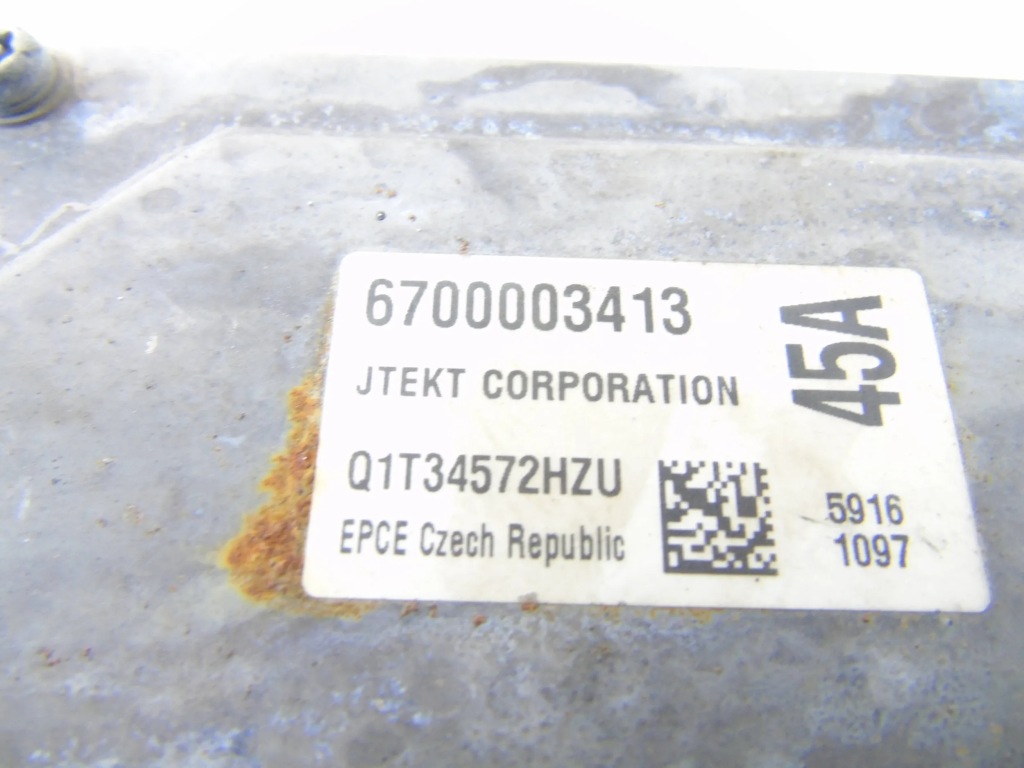 6700003413
JTEKT CORPORATION
45A
Q1T34572HZU
EPCE Czech Republic
5916
1097